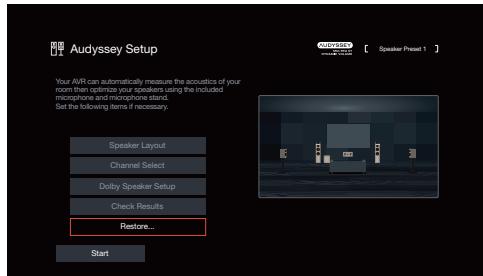 Audyssey Setup
AUDYSSEY
[ Speaker Preset 1 ]
Your AVR can automatically measure the acoustics of your
room then optimize your speakers using the included
microphone and microphone stand.
Set the following items if necessary.
Speaker Layout
Channel Select
Dolby Speaker Setup
Check Results
Restore...
Start